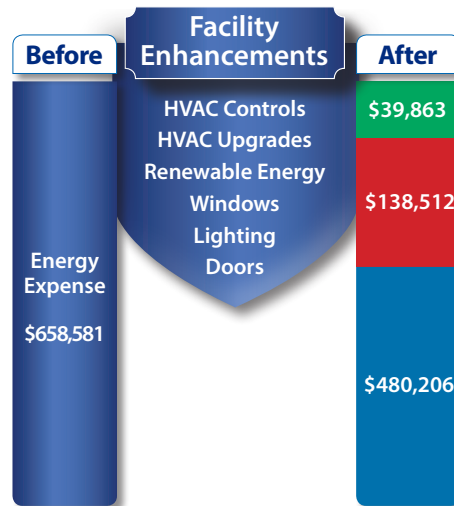 Before
Facility
Enhancements
After
HVAC Controls
HVAC Upgrades
Renewable Energy
Windows
Lighting
Doors
Energy
Expense
$658,581
$39,863
$138,512
$480,206